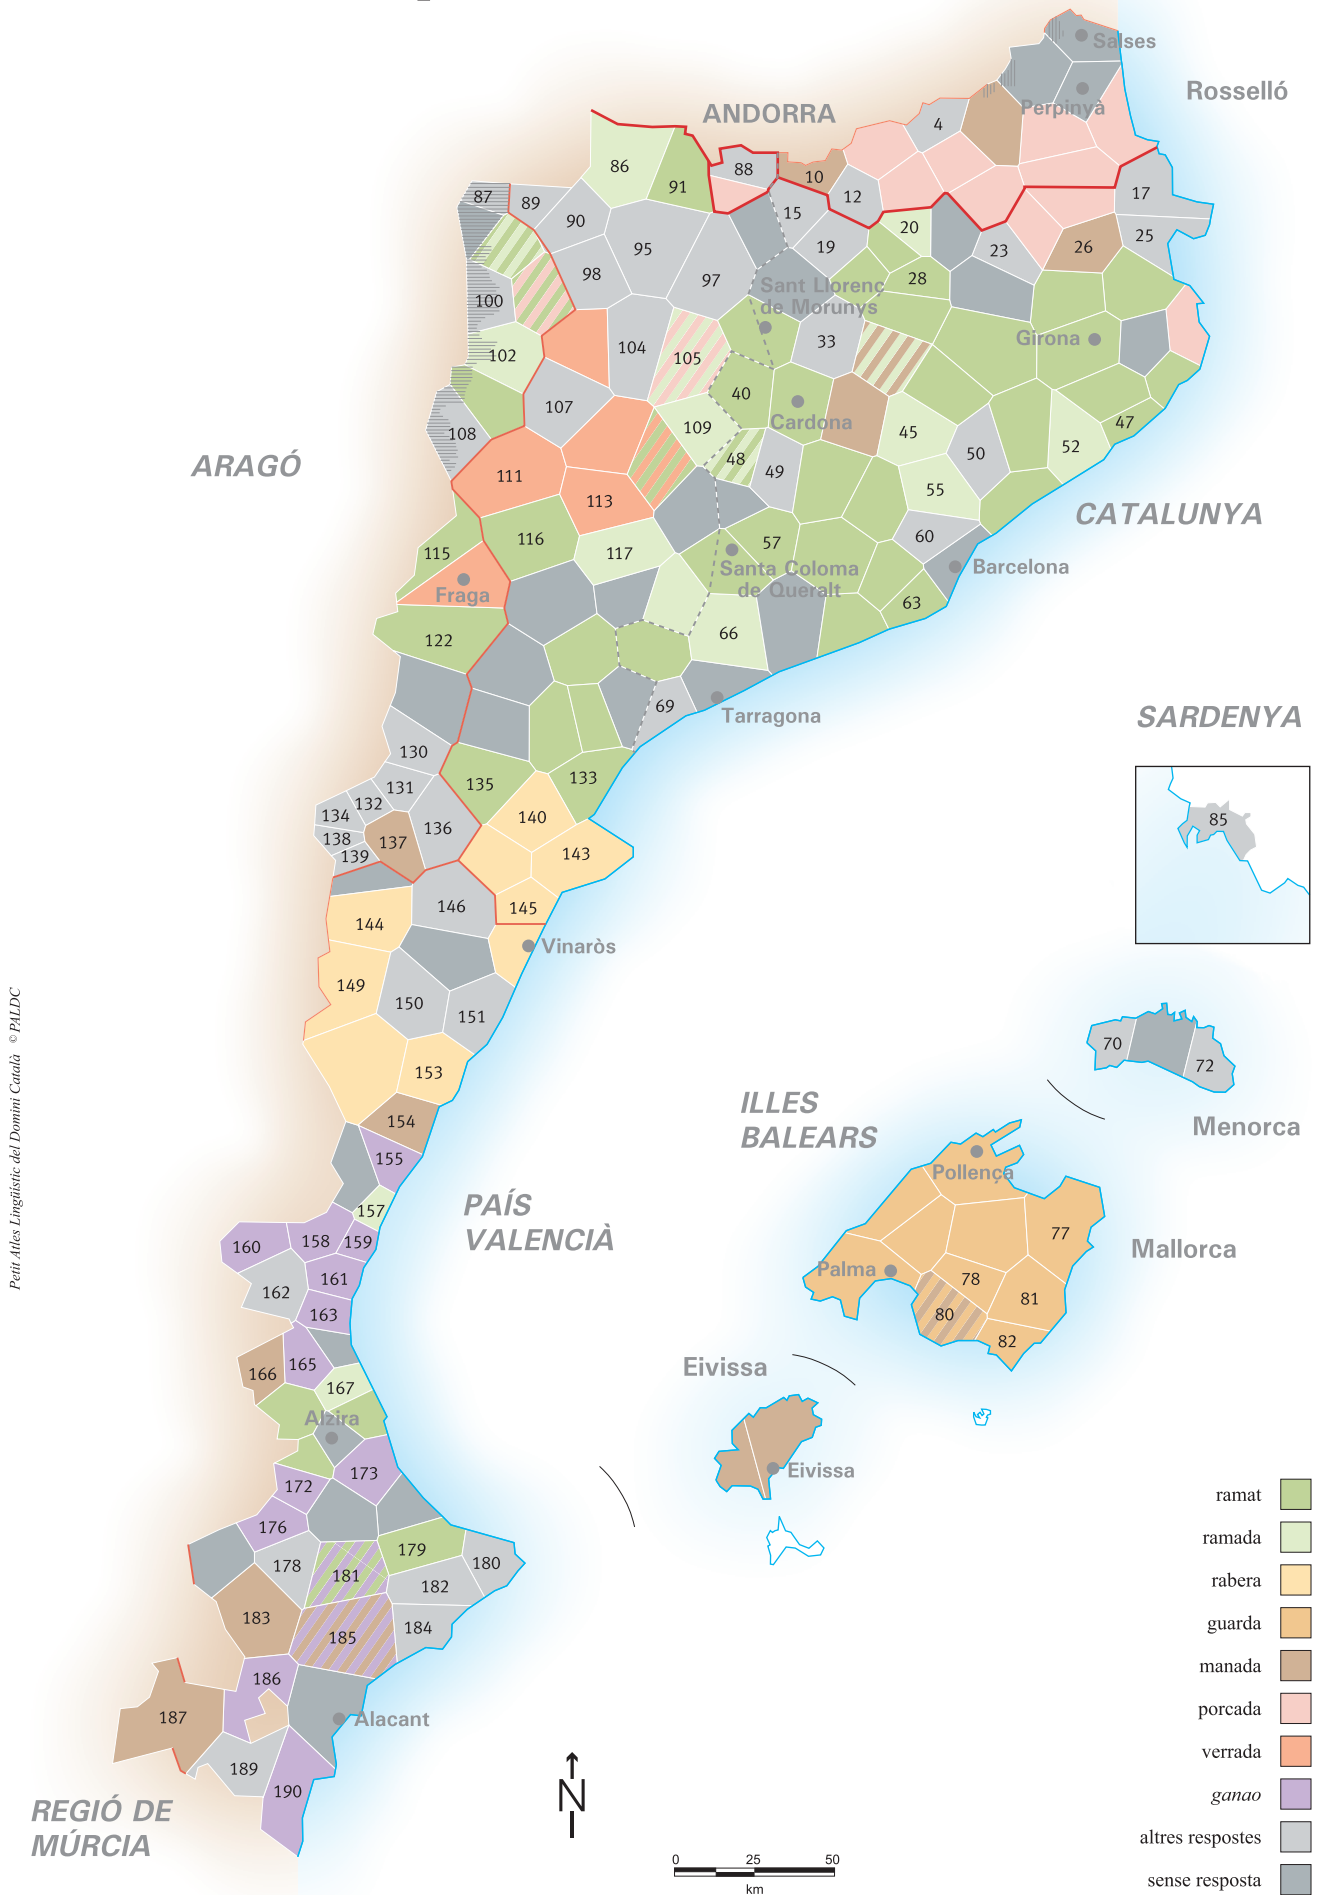 Salses
Rosselló
Perpinyà
ANDORRA
4
86
91
88
10
12
17
87
89
90
15
20
25
95
19
23
26
98
97
28
100
Sant Llorenç
de Morunys
102
104
105
33
Girona
107
40
Cardona
47
108
109
45
50
52
ARAGÓ
48
49
111
113
55
CATALUNYA
115
116
117
57
60
Barcelona
Fraga
Santa Coloma
de Queralt
63
122
66
69
Tarragona
SARDENYA
130
131
132
134
135
133
85
136
137
138
139
140
143
144
146
145
Vinaròs
149
150
151
70
72
153
Menorca
154
ILLES
BALEARS
155
Pollença
157
PAÍS
VALENCIÀ
158
159
160
77
Mallorca
161
162
163
Palma
78
80
81
82
165
166
167
Eivissa
Alzira
Eivissa
173
172
176
178
179
180
181
182
183
184
185
186
187
Alacant
189
190
REGIÓ DE
MÚRCIA
N
0 25 50
km
ramat
ramada
rabera
guarda
manada
porcada
verrada
ganao
altres respostes
sense resposta
Petit Atles Lingüístic del Domini Català © PALDC